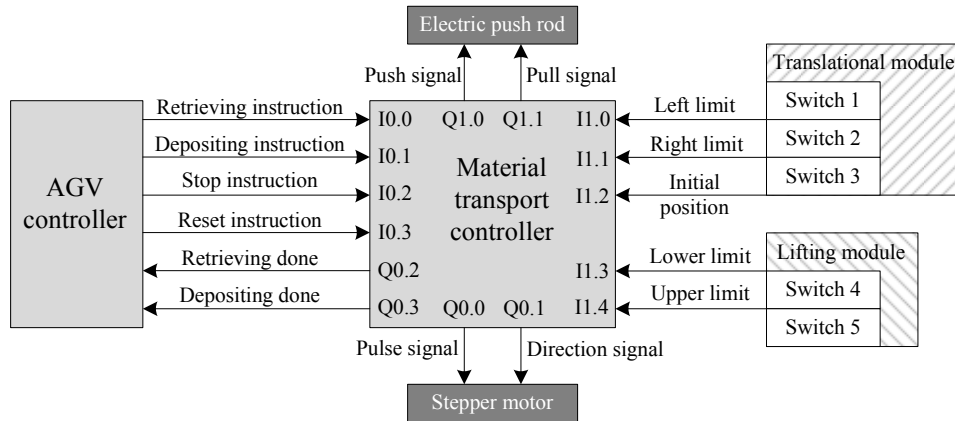 Electric push rod
Push signal
Pull signal
Translational module
Switch 1
Switch 2
Switch 3
Left limit
Right limit
Initial
position
AGV
controller
Retrieving instruction
Depositing instruction
Stop instruction
Reset instruction
Retrieving done
Depositing done
I0.0
Q1.0
Q1.1
I1.0
I0.1
I1.1
I0.2
I1.2
I0.3
Material
transport
controller
Q0.2
I1.3
Q0.3
Q0.0
Q0.1
I1.4
Lower limit
Upper limit
Lifting module
Switch 4
Switch 5
Pulse signal
Direction signal
Stepper motor